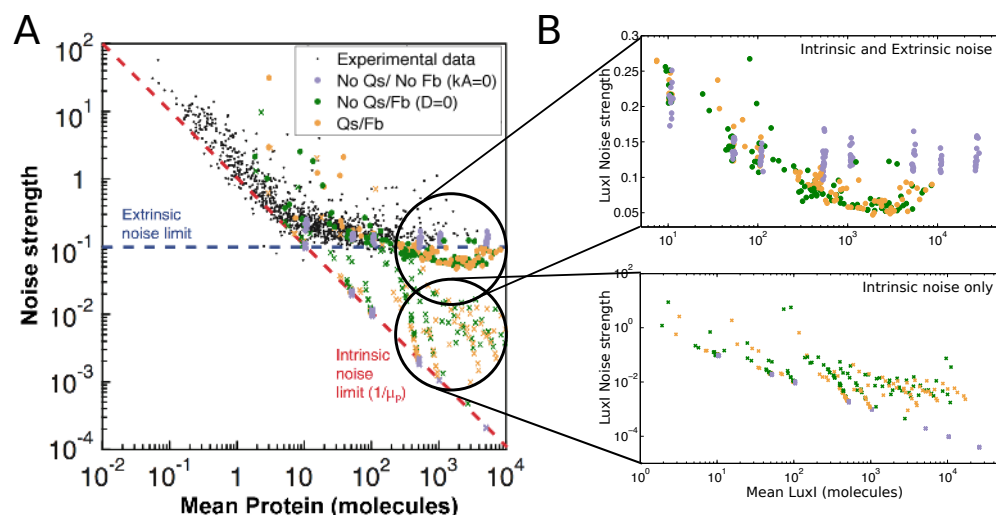 A
10^2
10
1
10^-1
10^-2
10^-3
10^-4
Noise strength
Experimental data
No Qs/ No Fb (kA=0)
No Qs/Fb (D=0)
Qs/Fb
Extrinsic
noise limit
Intrinsic
noise
limit (1/μ_P)
10^-2
10^-1
1
10
10^2
10^3
10^4
Mean Protein (molecules)
B
Intrinsic and Extrinsic noise
LuxI Noise strength
0.3
0.25
0.2
0.15
0.1
0.05
10^1
10^2
10^3
10^4
Intrinsic noise only
LuxI Noise strength
10^2
10^0
10^-2
10^-4
10^0
10^1
10^2
10^3
10^4
Mean LuxI (molecules)